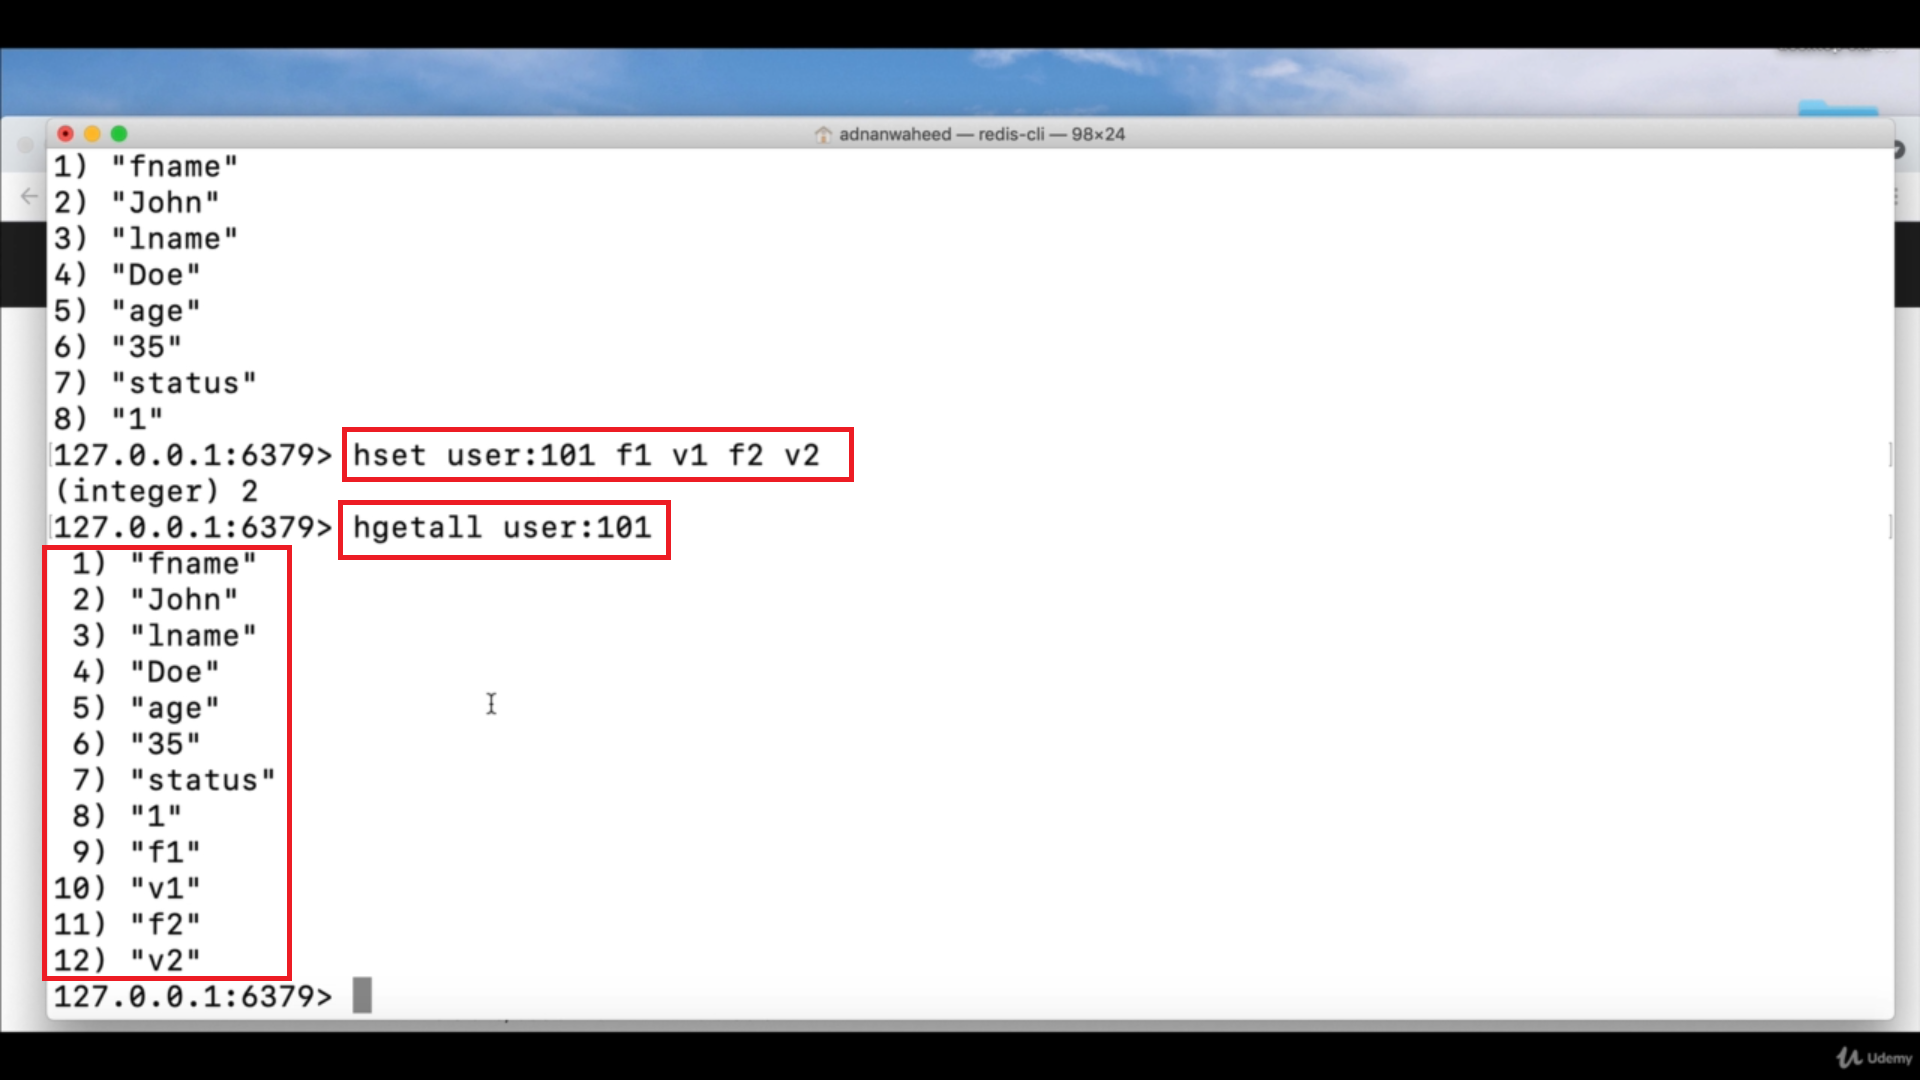 adnanwaheed — redis-cli — 98×24
1) "fname"
2) "John"
3) "lname"
4) "Doe"
5) "age"
6) "35"
7) "status"
8) "1"
127.0.0.1:6379> hset user:101 f1 v1 f2 v2
(integer) 2
127.0.0.1:6379> hgetall user:101
1) "fname"
2) "John"
3) "lname"
4) "Doe"
5) "age"
6) "35"
7) "status"
8) "1"
9) "f1"
10) "v1"
11) "f2"
12) "v2"
127.0.0.1:6379>
Udemy